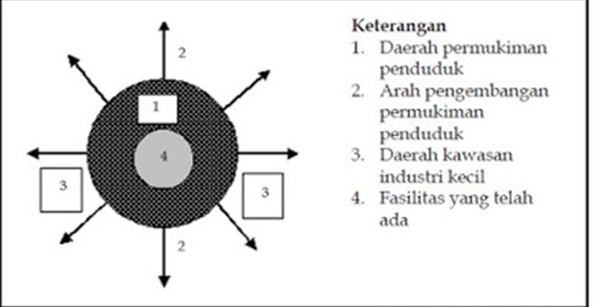 2
1
4
3
3
2
Keterangan
1. Daerah permukiman
penduduk
2. Arah pengembangan
permukiman
penduduk
3. Daerah kawasan
industri kecil
4. Fasilitas yang telah
ada